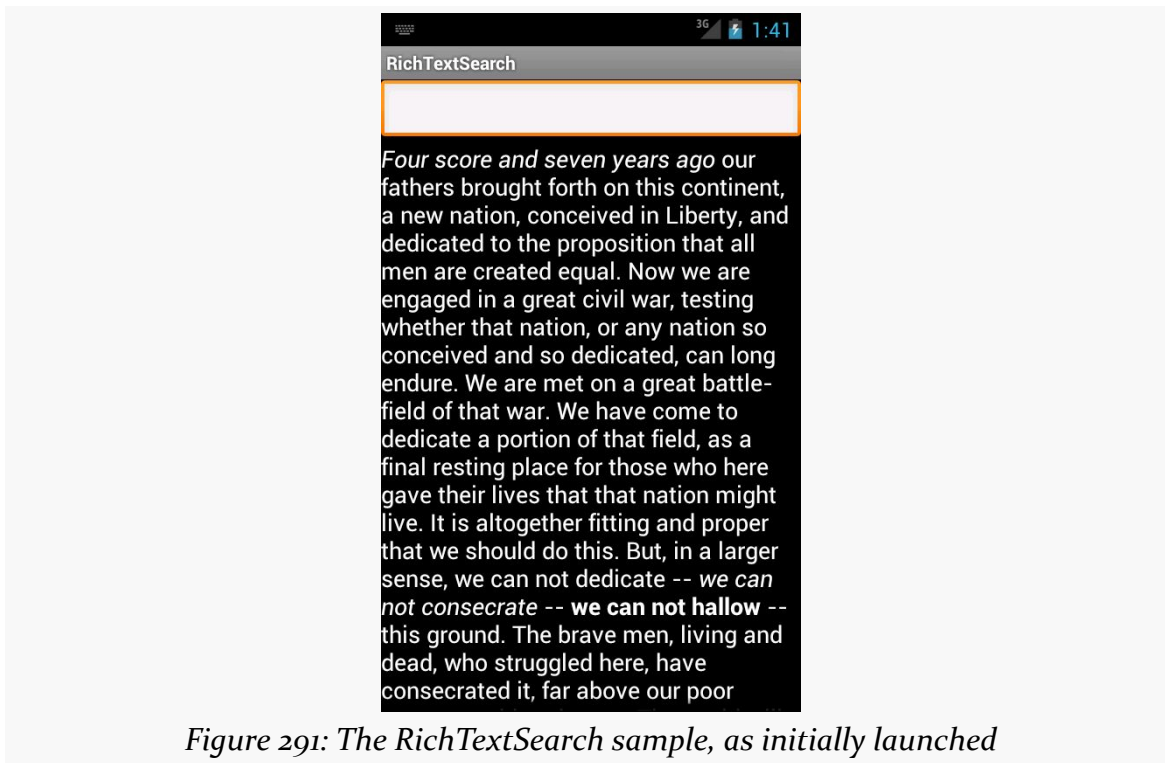 3G 1:41
RichTextSearch
Four score and seven years ago our
fathers brought forth on this continent,
a new nation, conceived in Liberty, and
dedicated to the proposition that all
men are created equal. Now we are
engaged in a great civil war, testing
whether that nation, or any nation so
conceived and so dedicated, can long
endure. We are met on a great battle-
field of that war. We have come to
dedicate a portion of that field, as a
final resting place for those who here
gave their lives that that nation might
live. It is altogether fitting and proper
that we should do this. But, in a larger
sense, we can not dedicate -- we can
not consecrate -- we can not hallow --
this ground. The brave men, living and
dead, who struggled here, have
consecrated it, far above our poor
Figure 291: The RichTextSearch sample, as initially launched